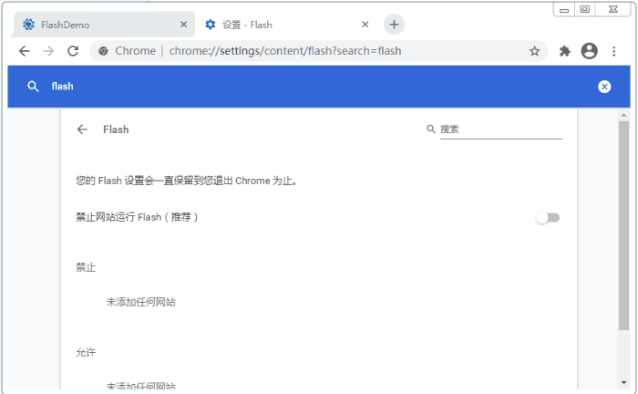 FlashDemo
设置 - Flash
Chrome | chrome://settings/content/flash?search=flash
flash
Flash
搜索
您的 Flash 设置会一直保留到您退出 Chrome 为止。
禁止网站运行 Flash（推荐）
禁止
未添加任何网站
允许
未添加任何网站